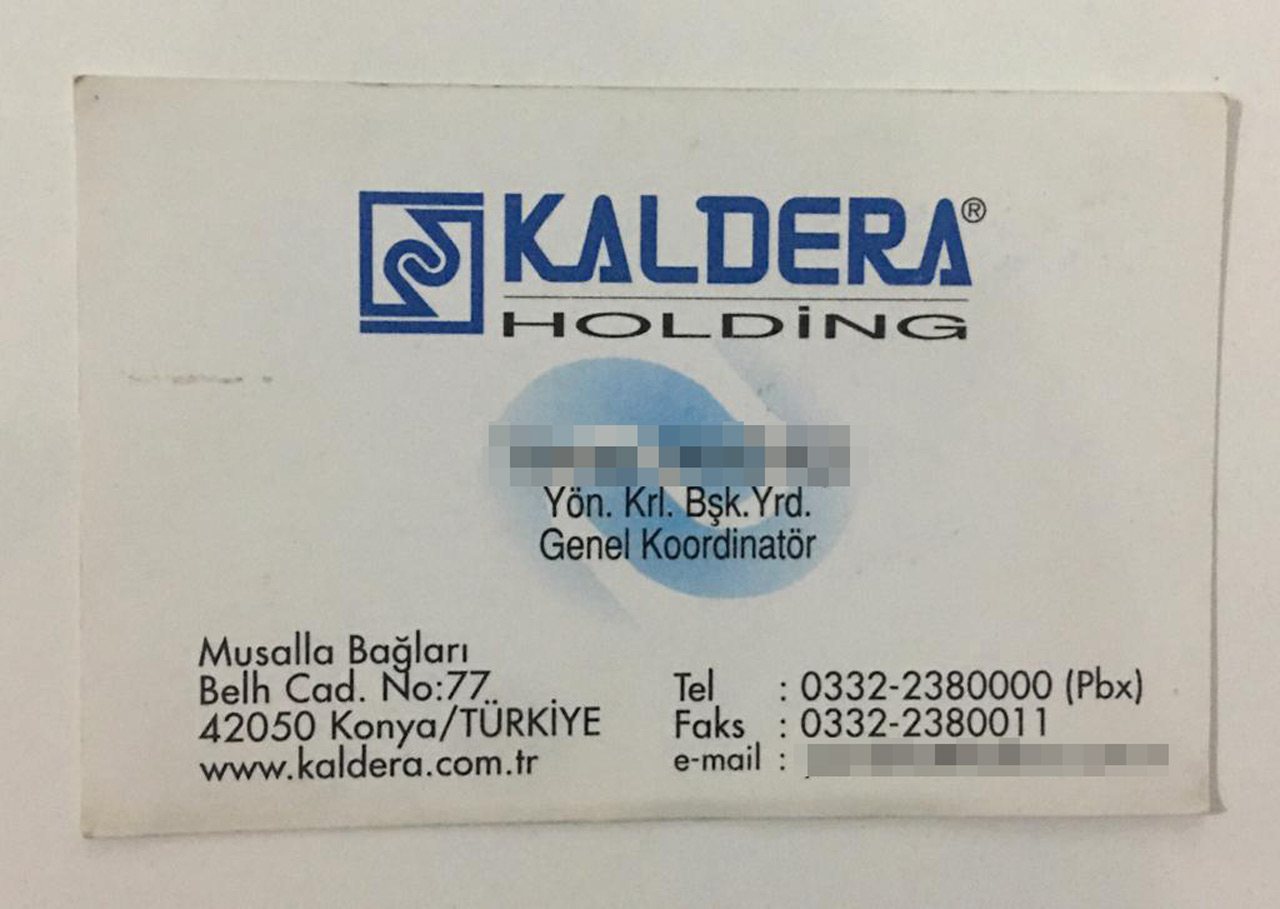 KALDERA®
HOLDİNG
Yön. Krl. Bşk.Yrd.
Genel Koordinatör
Musalla Bağları
Belh Cad. No:77
42050 Konya/TÜRKİYE
www.kaldera.com.tr
Tel : 0332-2380000 (Pbx)
Faks : 0332-2380011
e-mail :